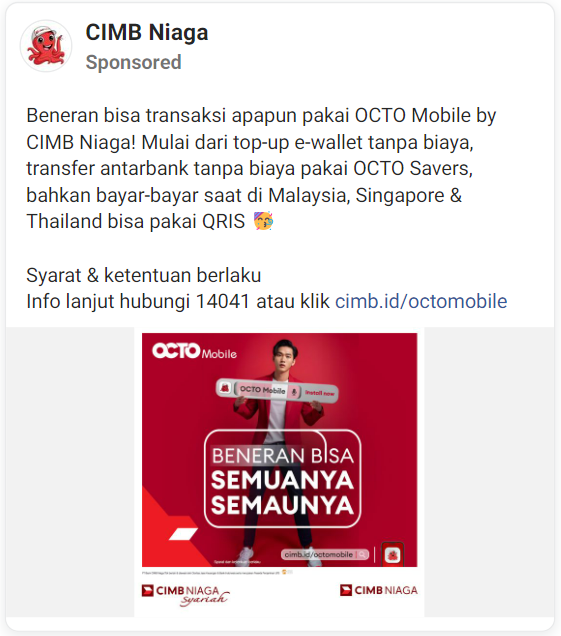 CIMB Niaga
Sponsored
Beneran bisa transaksi apapun pakai OCTO Mobile by
CIMB Niaga! Mulai dari top-up e-wallet tanpa biaya,
transfer antarbank tanpa biaya pakai OCTO Savers,
bahkan bayar-bayar saat di Malaysia, Singapore &
Thailand bisa pakai QRIS 🥳
Syarat & ketentuan berlaku
Info lanjut hubungi 14041 atau klik cimb.id/octomobile
OCTO Mobile
OCTO Mobile Install now
BENERAN BISA
SEMUANYA
SEMAUNYA
cimb.id/octomobile
CIMB NIAGA
syariah
CIMB NIAGA